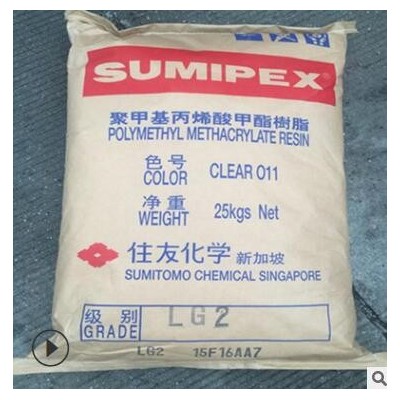 SUMIPEX
聚甲基丙烯酸甲酯樹脂
POLYMETHYL METHACRYLATE RESIN
色号
COLOR CLEAR 011
净重
WEIGHT 25kgs Net
住友化学 新加坡
SUMITOMO CHEMICAL SINGAPORE
级别
GRADE LG2
LG2 15F16AA7